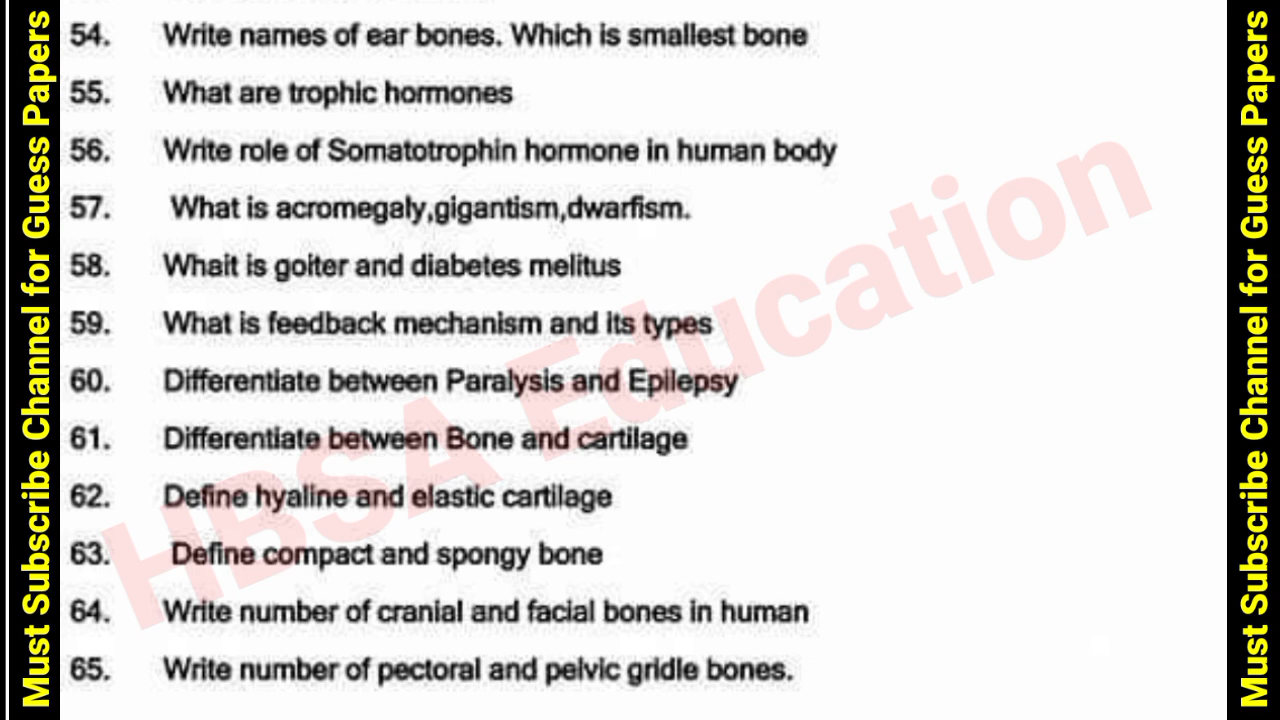 Must Subscribe Channel for Guess Papers
54. Write names of ear bones. Which is smallest bone
55. What are trophic hormones
56. Write role of Somatotrophin hormone in human body
57. What is acromegaly,gigantism,dwarfism.
58. Whait is goiter and diabetes melitus
59. What is feedback mechanism and its types
60. Differentiate between Paralysis and Epilepsy
61. Differentiate between Bone and cartilage
62. Define hyaline and elastic cartilage
63. Define compact and spongy bone
64. Write number of cranial and facial bones in human
65. Write number of pectoral and pelvic gridle bones.
HBSA Education
Must Subscribe Channel for Guess Papers